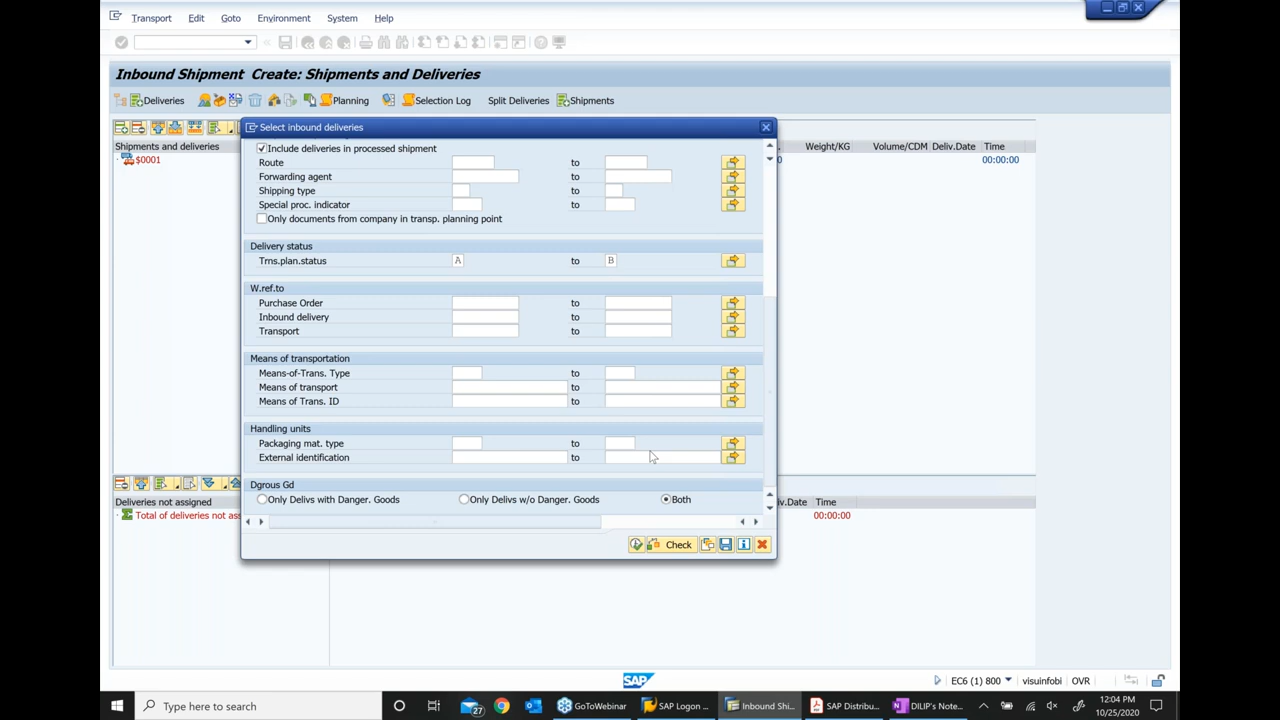 Transport Edit Goto Environment System Help
Inbound Shipment Create: Shipments and Deliveries
Deliveries Planning Selection Log Split Deliveries Shipments
Select inbound deliveries
Shipments and deliveries Weight/KG Volume/CDM Deliv.Date Time
$0001 00:00:00
Include deliveries in processed shipment
Route to
Forwarding agent to
Shipping type to
Special proc. indicator to
Only documents from company in transp. planning point
Delivery status
Trns.plan.status A to B
W.ref.to
Purchase Order to
Inbound delivery to
Transport to
Means of transportation
Means-of-Trans. Type to
Means of transport to
Means of Trans. ID to
Handling units
Packaging mat. type to
External identification to
Dgrous Gd
Only Delivs with Danger. Goods Only Delivs w/o Danger. Goods Both
Deliveries not assigned iv.Date Time
Total of deliveries not as 00:00:00
Check
SAP EC6 (1) 800 visuinfobi OVR
Type here to search 27 GoToWebinar SAP Logon ... Inbound Shi... SAP Distribu... DILIP's Note... 12:04 PM
10/25/2020